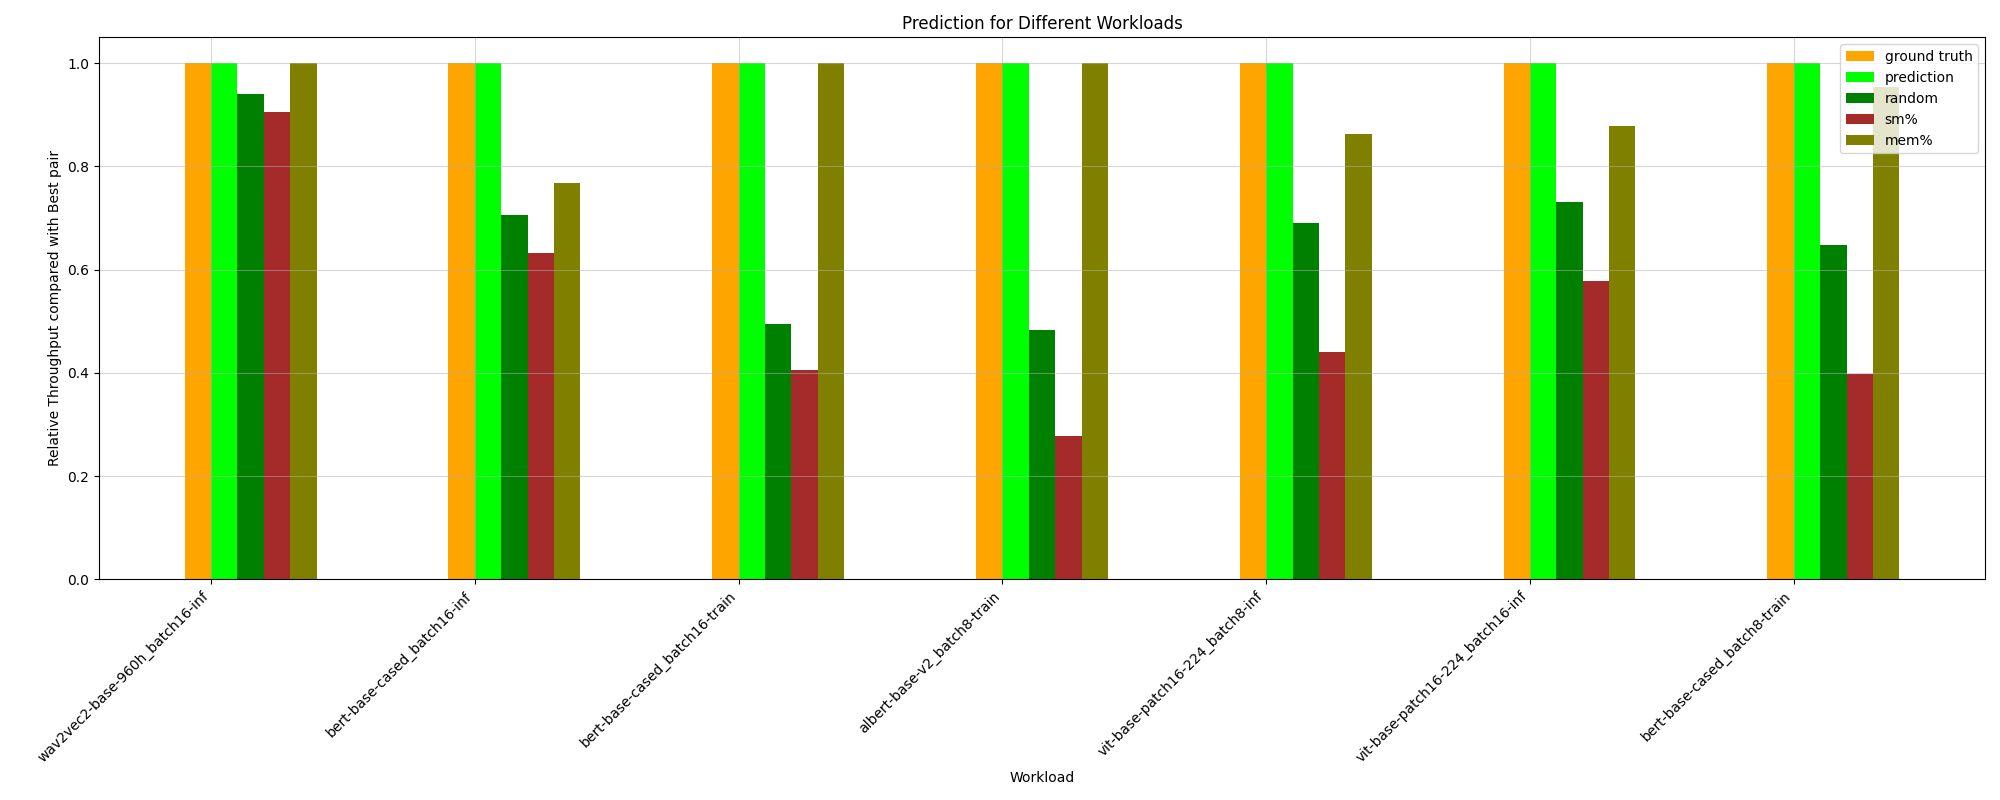 Prediction for Different Workloads
Relative Throughput compared with Best pair
1.0
0.8
0.6
0.4
0.2
0.0
ground truth
prediction
random
sm%
mem%
wav2vec2-base-960h_batch16-inf
bert-base-cased_batch16-inf
bert-base-cased_batch16-train
albert-base-v2_batch8-train
vit-base-patch16-224_batch8-inf
vit-base-patch16-224_batch16-inf
bert-base-cased_batch8-train
Workload